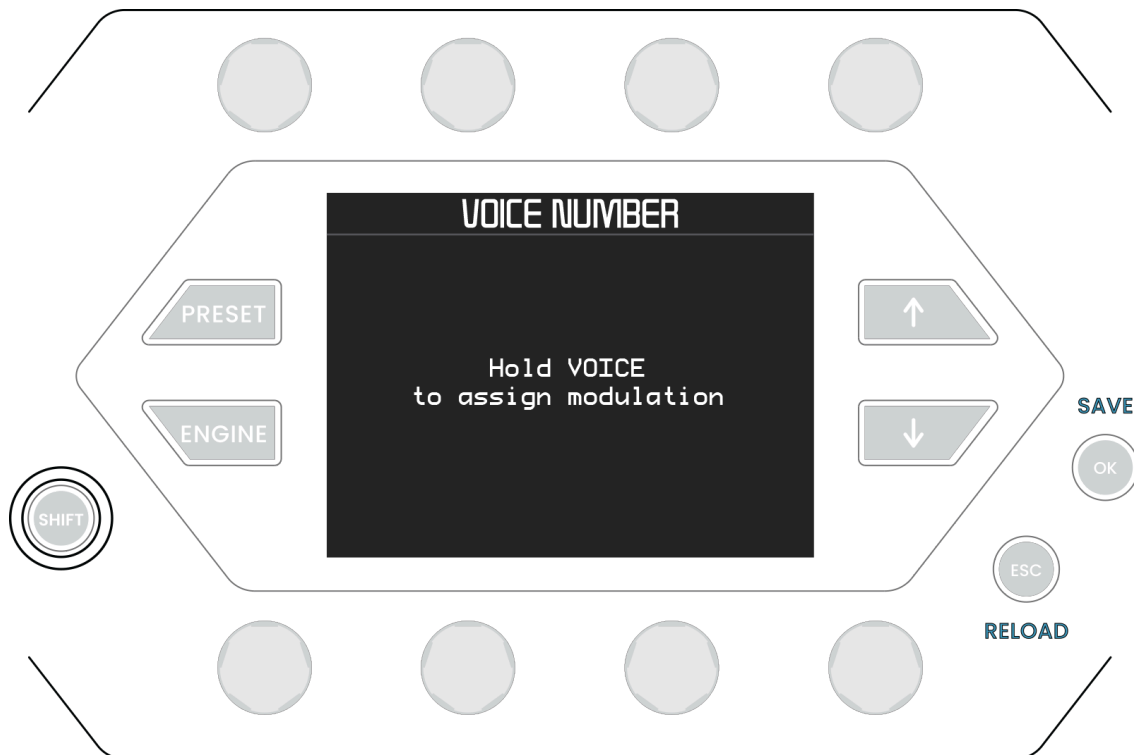 VOICE NUMBER
PRESET
↑
Hold VOICE
to assign modulation
SAVE
ENGINE
↓
OK
SHIFT
ESC
RELOAD